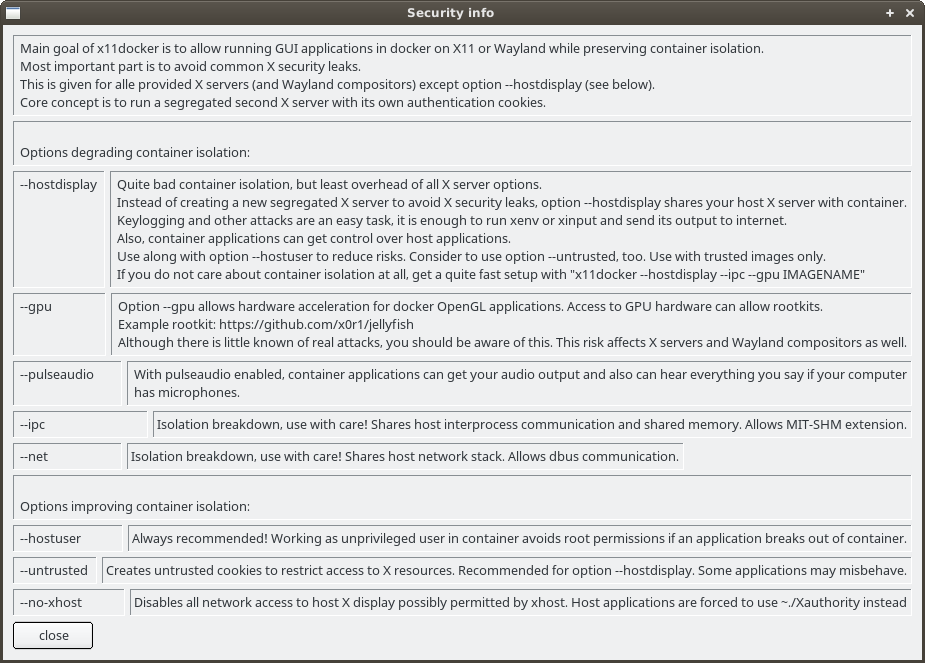 Security info
Main goal of x11docker is to allow running GUI applications in docker on X11 or Wayland while preserving container isolation.
Most important part is to avoid common X security leaks.
This is given for alle provided X servers (and Wayland compositors) except option --hostdisplay (see below).
Core concept is to run a segregated second X server with its own authentication cookies.
Options degrading container isolation:
--hostdisplay
Quite bad container isolation, but least overhead of all X server options.
Instead of creating a new segregated X server to avoid X security leaks, option --hostdisplay shares your host X server with container.
Keylogging and other attacks are an easy task, it is enough to run xenv or xinput and send its output to internet.
Also, container applications can get control over host applications.
Use along with option --hostuser to reduce risks. Consider to use option --untrusted, too. Use with trusted images only.
If you do not care about container isolation at all, get a quite fast setup with "x11docker --hostdisplay --ipc --gpu IMAGENAME"
--gpu
Option --gpu allows hardware acceleration for docker OpenGL applications. Access to GPU hardware can allow rootkits.
Example rootkit: https://github.com/x0r1/jellyfish
Although there is little known of real attacks, you should be aware of this. This risk affects X servers and Wayland compositors as well.
--pulseaudio
With pulseaudio enabled, container applications can get your audio output and also can hear everything you say if your computer
has microphones.
--ipc
Isolation breakdown, use with care! Shares host interprocess communication and shared memory. Allows MIT-SHM extension.
--net
Isolation breakdown, use with care! Shares host network stack. Allows dbus communication.
Options improving container isolation:
--hostuser
Always recommended! Working as unprivileged user in container avoids root permissions if an application breaks out of container.
--untrusted
Creates untrusted cookies to restrict access to X resources. Recommended for option --hostdisplay. Some applications may misbehave.
--no-xhost
Disables all network access to host X display possibly permitted by xhost. Host applications are forced to use ~./Xauthority instead
close